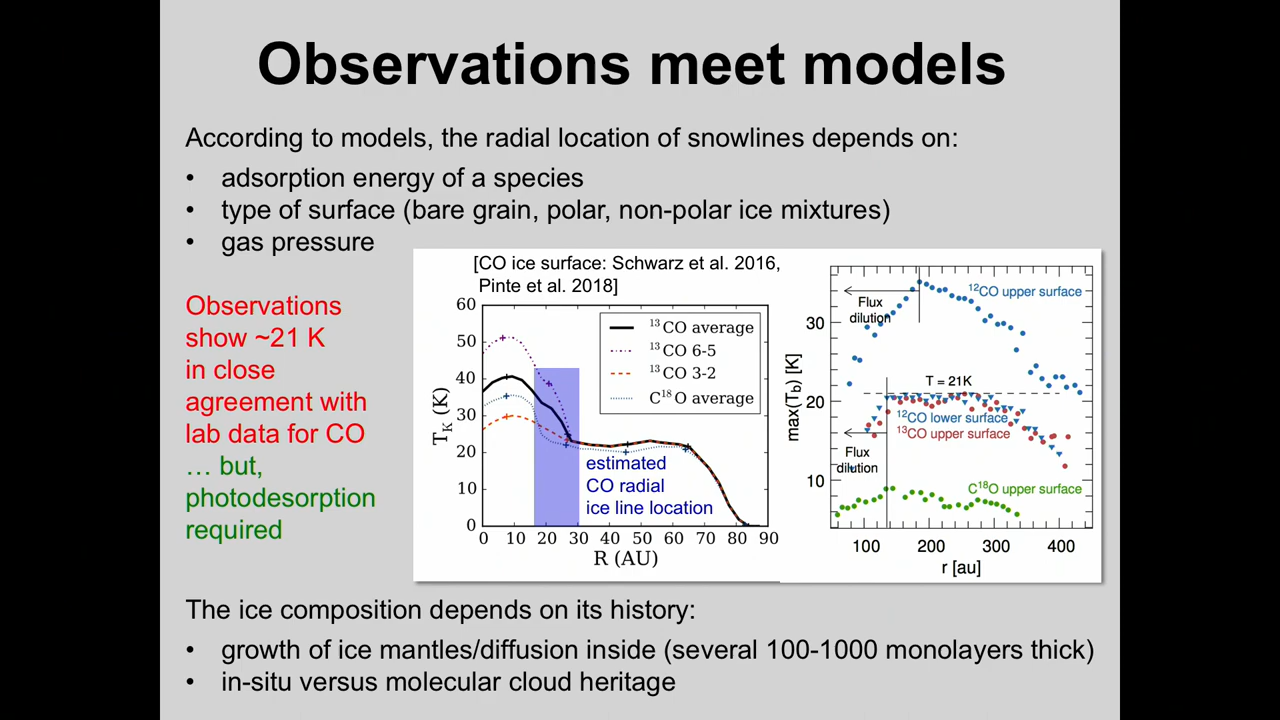 Observations meet models
According to models, the radial location of snowlines depends on:
• adsorption energy of a species
• type of surface (bare grain, polar, non-polar ice mixtures)
• gas pressure
Observations
show ~21 K
in close
agreement with
lab data for CO
… but,
photodesorption
required
[CO ice surface: Schwarz et al. 2016,
Pinte et al. 2018]
60
50
40
30
20
10
0
T_K (K)
¹³CO average
¹³CO 6-5
¹³CO 3-2
C¹⁸O average
estimated
CO radial
ice line location
0 10 20 30 40 50 60 70 80 90
R (AU)
max(T_b) [K]
30
20
10
¹²CO upper surface
Flux
dilution
T = 21K
¹²CO lower surface
¹³CO upper surface
Flux
dilution
C¹⁸O upper surface
100 200 300 400
r [au]
The ice composition depends on its history:
• growth of ice mantles/diffusion inside (several 100-1000 monolayers thick)
• in-situ versus molecular cloud heritage